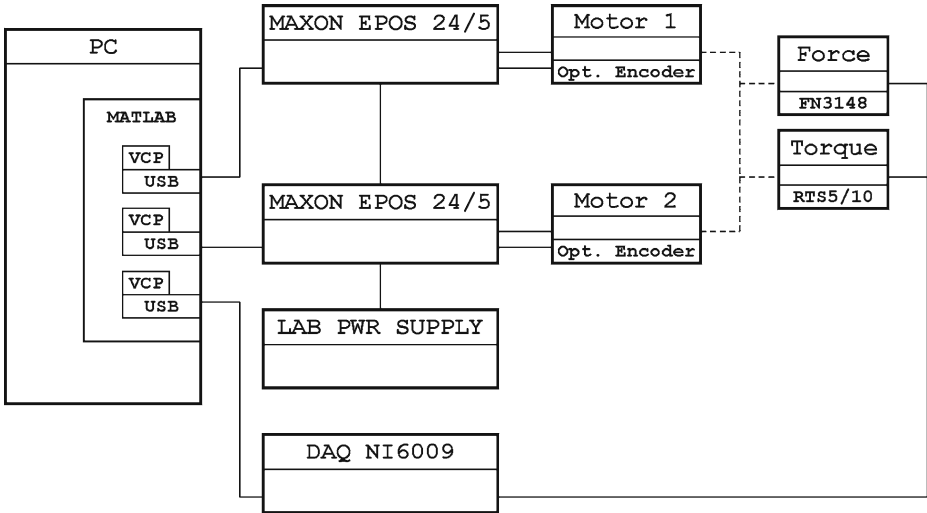 PC
MATLAB
VCP
USB
VCP
USB
VCP
USB
MAXON EPOS 24/5
MAXON EPOS 24/5
LAB PWR SUPPLY
DAQ NI6009
Motor 1
Opt. Encoder
Motor 2
Opt. Encoder
Force
FN3148
Torque
RTS5/10